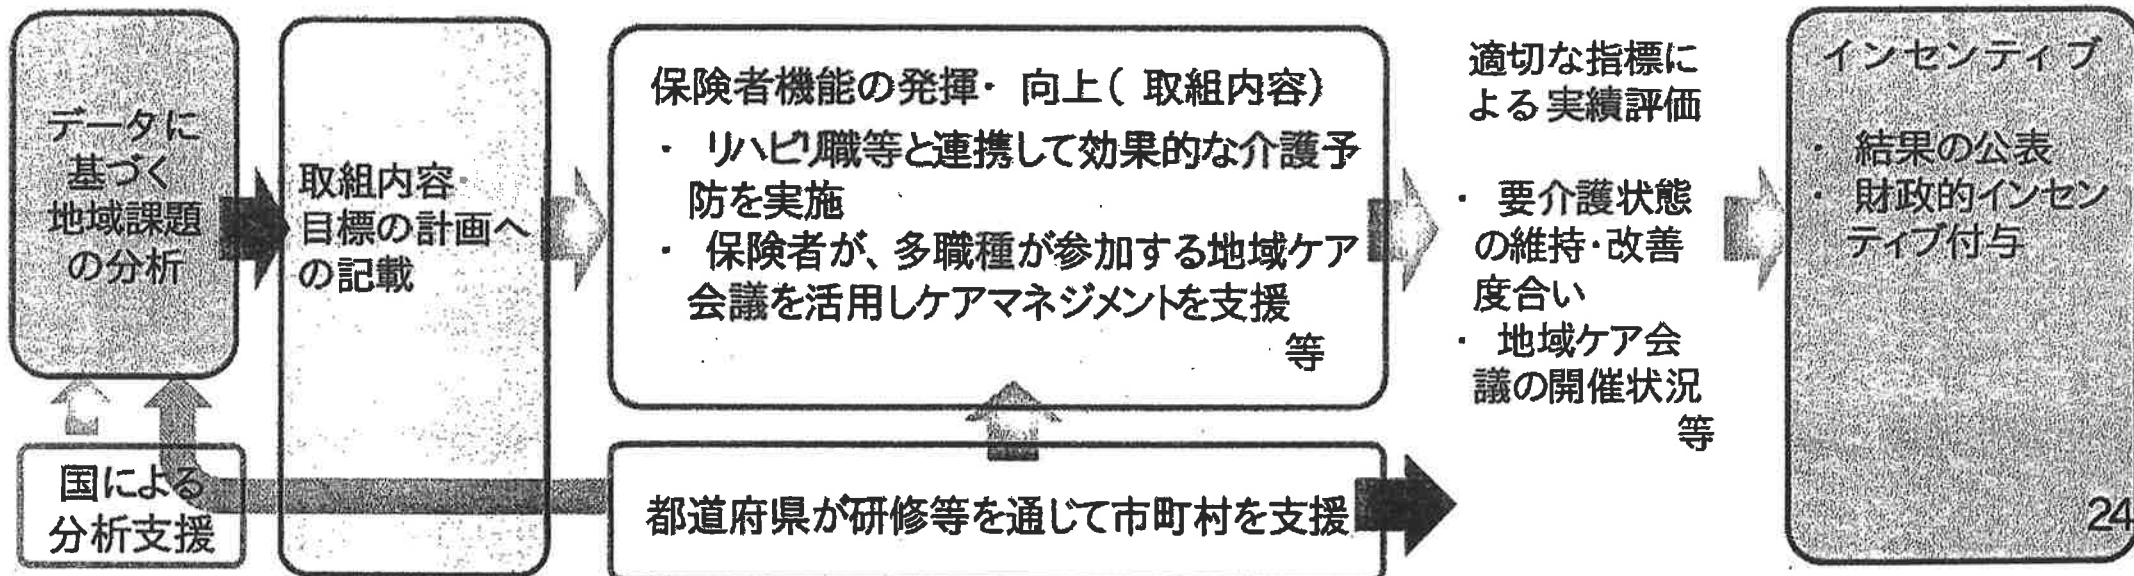 データに
基づく
地域課題
の分析
国による
分析支援
取組内容・
目標の計画へ
の記載
保険者機能の発揮・向上(取組内容)
・ リハビリ職等と連携して効果的な介護予
防を実施
・ 保険者が、多職種が参加する地域ケア
会議を活用しケアマネジメントを支援
等
都道府県が研修等を通じて市町村を支援
適切な指標に
よる実績評価
・ 要介護状態
の維持・改善
度合い
・ 地域ケア会
議の開催状況
等
インセンティブ
・ 結果の公表
・ 財政的インセン
ティブ付与
24